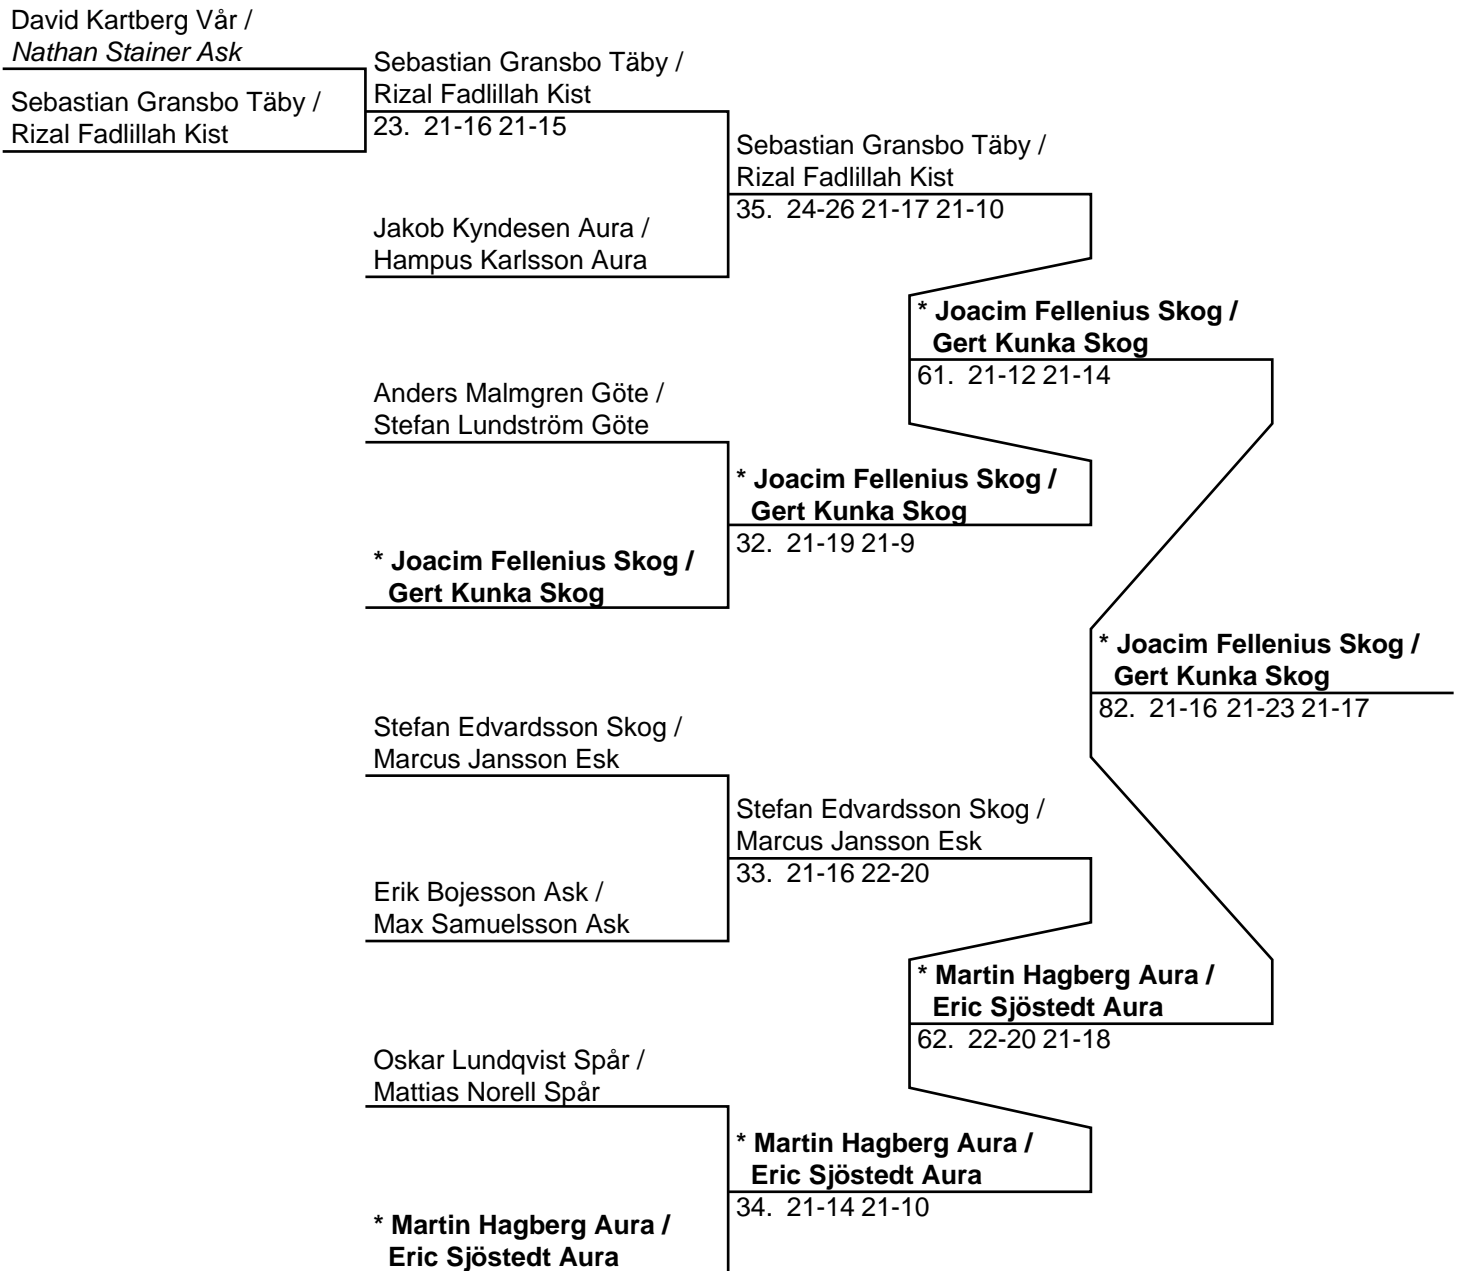 David Kartberg Vår /
Nathan Stainer Ask
Sebastian Gransbo Täby /
Rizal Fadlillah Kist
Sebastian Gransbo Täby /
Rizal Fadlillah Kist
23. 21-16 21-15
Jakob Kyndesen Aura /
Hampus Karlsson Aura
Sebastian Gransbo Täby /
Rizal Fadlillah Kist
35. 24-26 21-17 21-10
Anders Malmgren Göte /
Stefan Lundström Göte
* Joacim Fellenius Skog /
Gert Kunka Skog
* Joacim Fellenius Skog /
Gert Kunka Skog
32. 21-19 21-9
* Joacim Fellenius Skog /
Gert Kunka Skog
61. 21-12 21-14
Stefan Edvardsson Skog /
Marcus Jansson Esk
Erik Bojesson Ask /
Max Samuelsson Ask
Stefan Edvardsson Skog /
Marcus Jansson Esk
33. 21-16 22-20
Oskar Lundqvist Spår /
Mattias Norell Spår
* Martin Hagberg Aura /
Eric Sjöstedt Aura
* Martin Hagberg Aura /
Eric Sjöstedt Aura
34. 21-14 21-10
* Martin Hagberg Aura /
Eric Sjöstedt Aura
62. 22-20 21-18
* Joacim Fellenius Skog /
Gert Kunka Skog
82. 21-16 21-23 21-17